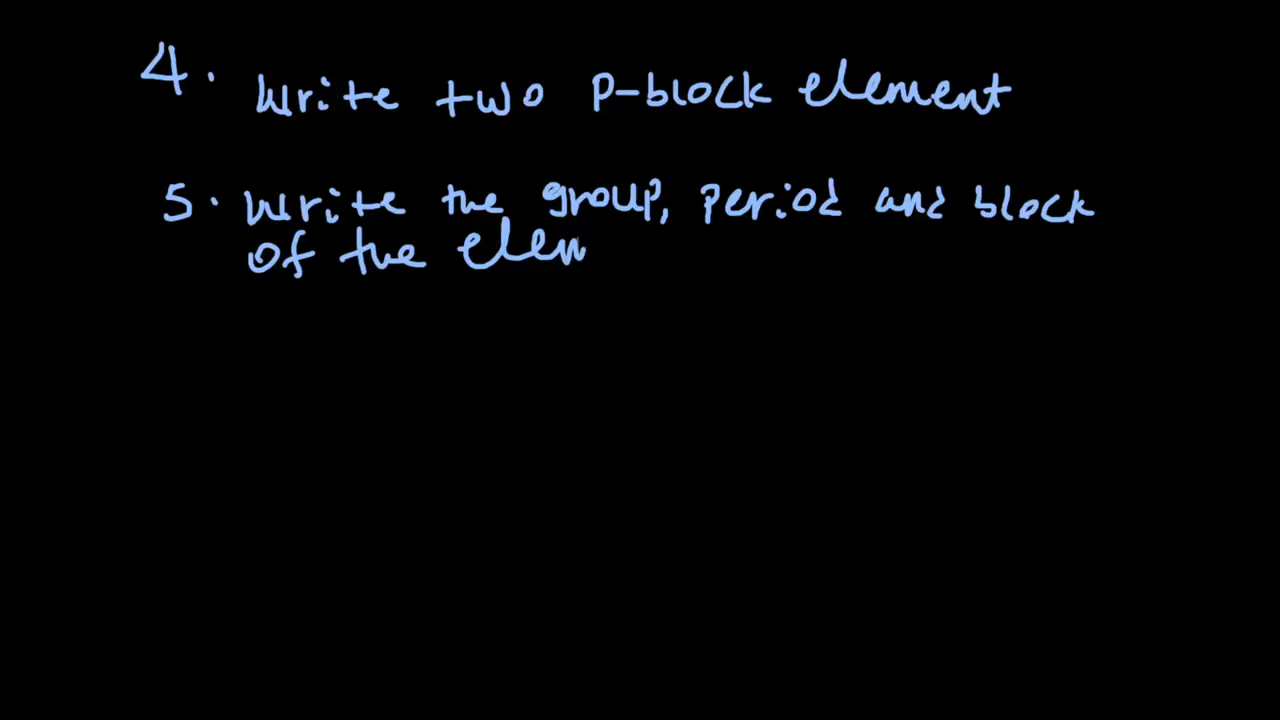 4. Write two P-block element
5. Write the group, period and block
of the elem